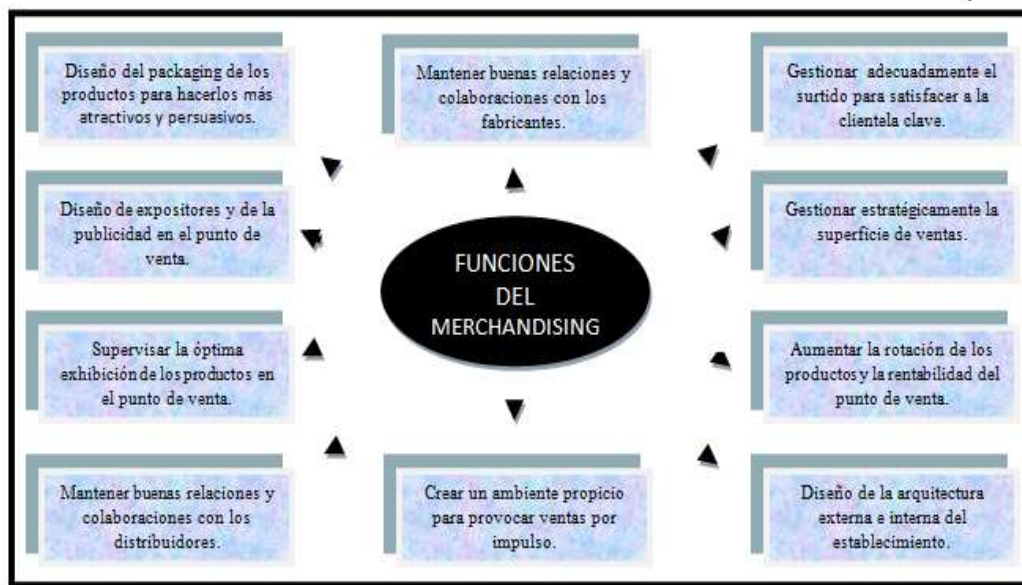 Diseño del packaging de los
productos para hacerlos más
atractivos y persuasivos.
Mantener buenas relaciones y
colaboraciones con los
fabricantes.
Gestionar adecuadamente el
surtido para satisfacer a la
clientela clave.
Diseño de expositores y de la
publicidad en el punto de
venta.
Gestionar estratégicamente la
superficie de ventas.
FUNCIONES
DEL
MERCHANDISING
Supervisar la óptima
exhibición de los productos en
el punto de venta.
Aumentar la rotación de los
productos y la rentabilidad del
punto de venta.
Mantener buenas relaciones y
colaboraciones con los
distribuidores.
Crear un ambiente propicio
para provocar ventas por
impulso.
Diseño de la arquitectura
externa e interna del
establecimiento.